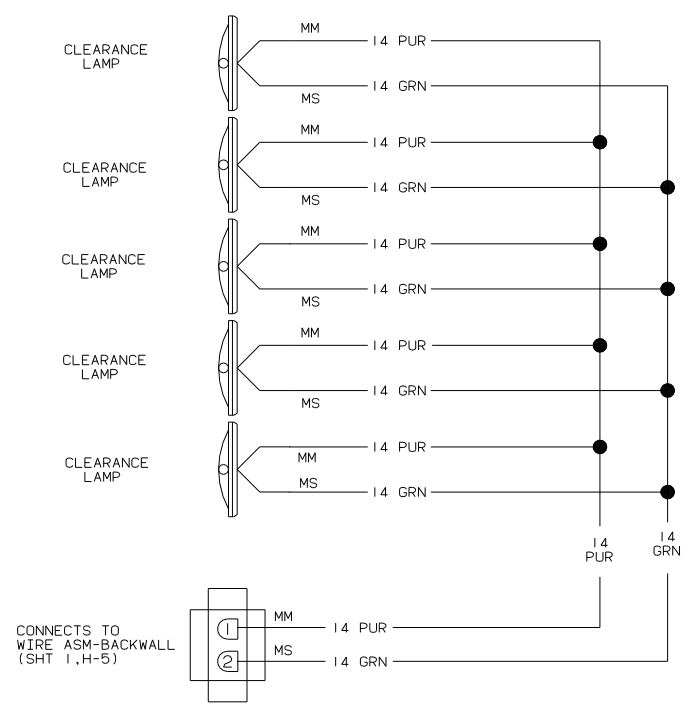 MM
14 PUR
CLEARANCE
LAMP
14 GRN
MS
MM
14 PUR
CLEARANCE
LAMP
14 GRN
MS
MM
14 PUR
CLEARANCE
LAMP
14 GRN
MS
MM
14 PUR
CLEARANCE
LAMP
14 GRN
MS
14 PUR
MM
CLEARANCE
LAMP
MS
14 GRN
14
PUR
14
GRN
CONNECTS TO
WIRE ASM-BACKWALL
(SHT 1,H-5)
1
MM
14 PUR
2
MS
14 GRN